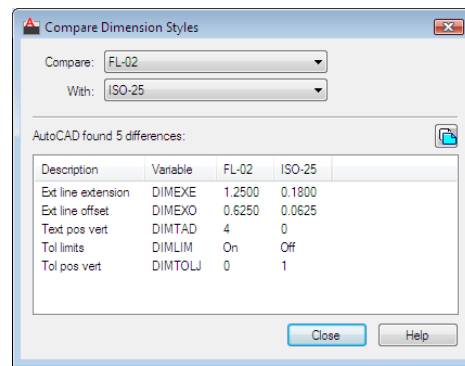 Compare Dimension Styles
Compare: FL-02
With: ISO-25
AutoCAD found 5 differences:
Description Variable FL-02 ISO-25
Ext line extension DIMEXE 1.2500 0.1800
Ext line offset DIMEXO 0.6250 0.0625
Text pos vert DIMTAD 4 0
Tol limits DIMLIM On Off
Tol pos vert DIMTOLJ 0 1
Close Help